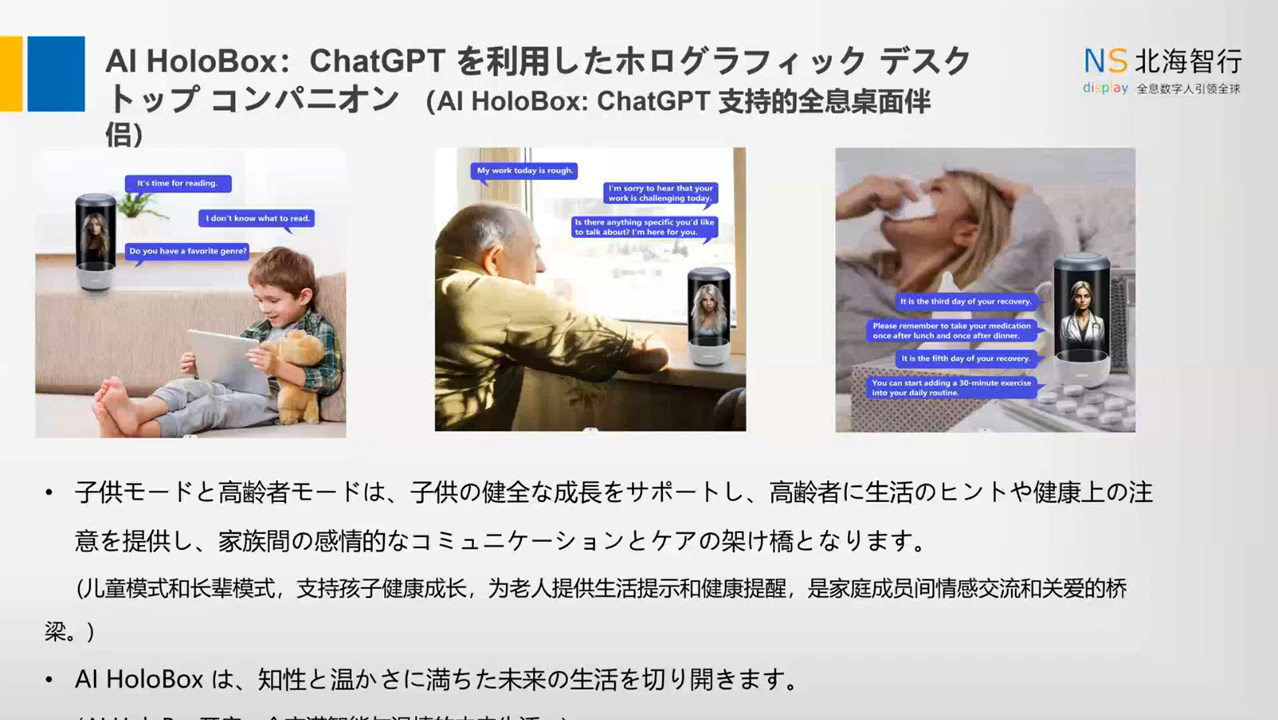 AI HoloBox：ChatGPT を利用したホログラフィック デスク
トップ コンパニオン （AI HoloBox: ChatGPT 支持的全息桌面伴
侣）
NS 北海智行
display 全息数字人引领全球
It's time for reading.
I don't know what to read.
Do you have a favorite genre?
My work today is rough.
I'm sorry to hear that your
work is challenging today.
Is there anything specific you'd like
to talk about? I'm here for you.
It is the third day of your recovery.
Please remember to take your medication
once after lunch and once after dinner.
It is the fifth day of your recovery.
You can start adding a 30-minute exercise
into your daily routine.
• 子供モードと高齢者モードは、子供の健全な成長をサポートし、高齢者に生活のヒントや健康上の注
意を提供し、家族間の感情的なコミュニケーションとケアの架け橋となります。
(儿童模式和长辈模式，支持孩子健康成长，为老人提供生活提示和健康提醒，是家庭成员间情感交流和关爱的桥
梁。)
• AI HoloBox は、知性と温かさに満ちた未来の生活を切り開きます。